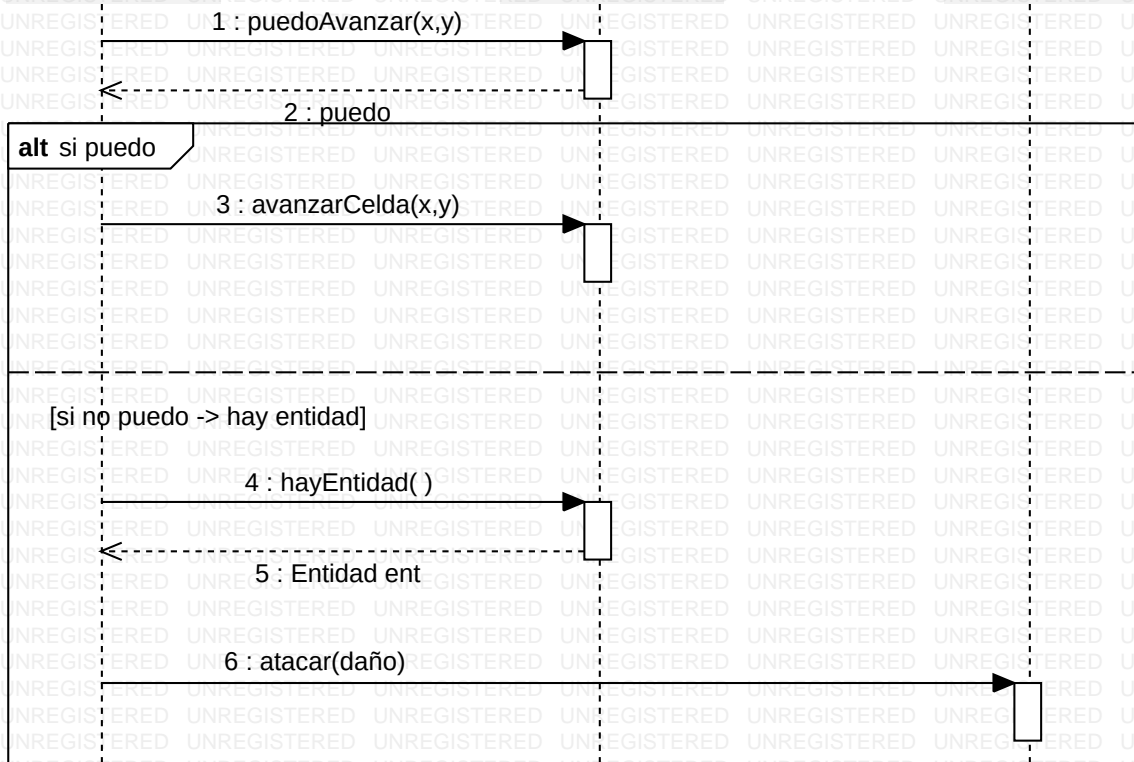 1 : puedoAvanzar(x,y)
2 : puedo
alt si puedo
3 : avanzarCelda(x,y)
[si no puedo -> hay entidad]
4 : hayEntidad( )
5 : Entidad ent
6 : atacar(daño)
UNREGISTERED